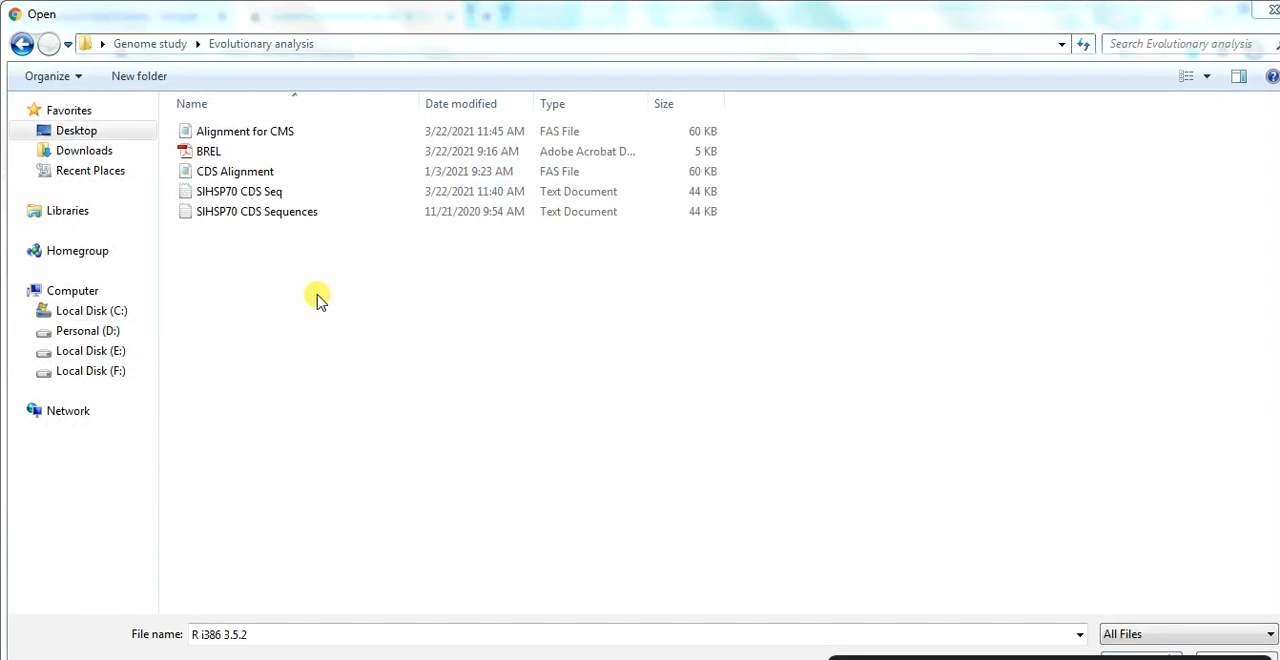 Open
Genome study Evolutionary analysis Search Evolutionary analysis
Organize New folder
Name Date modified Type Size
Favorites
Desktop
Downloads
Recent Places
Libraries
Homegroup
Computer
Local Disk (C:)
Personal (D:)
Local Disk (E:)
Local Disk (F:)
Network
Alignment for CMS 3/22/2021 11:45 AM FAS File 60 KB
BREL 3/22/2021 9:16 AM Adobe Acrobat D... 5 KB
CDS Alignment 1/3/2021 9:23 AM FAS File 60 KB
SlHSP70 CDS Seq 3/22/2021 11:40 AM Text Document 44 KB
SlHSP70 CDS Sequences 11/21/2020 9:54 AM Text Document 44 KB
File name: R i386 3.5.2 All Files